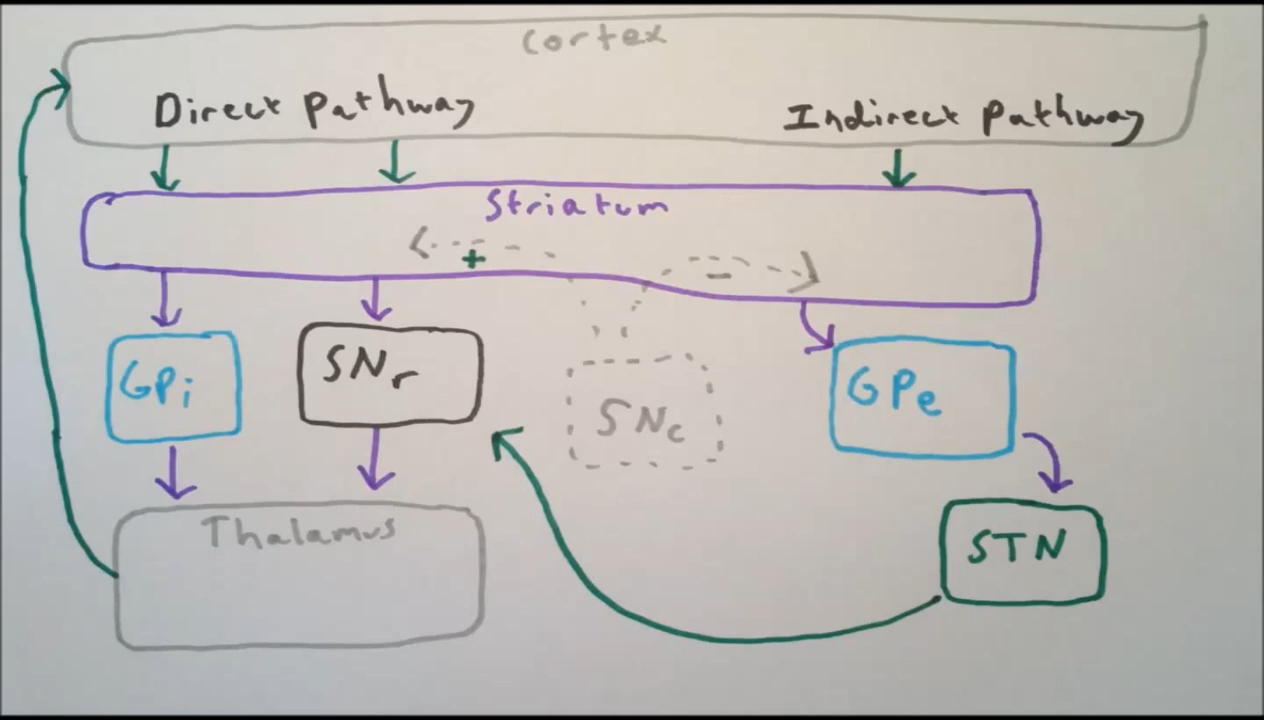 Cortex
Direct Pathway
Indirect Pathway
Striatum
+
-
GPi
SNr
SNc
GPe
Thalamus
STN